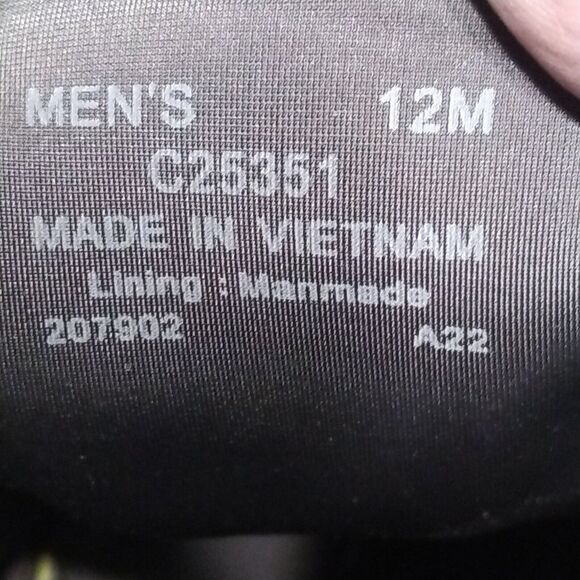 MEN'S 12M
C25351
MADE IN VIETNAM
Lining : Manmade
207902 A22